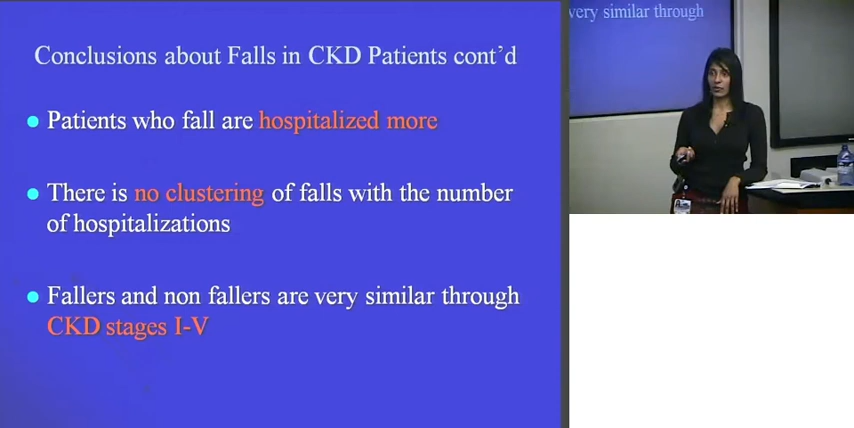 Conclusions about Falls in CKD Patients cont’d
● Patients who fall are hospitalized more
● There is no clustering of falls with the number
of hospitalizations
● Fallers and non fallers are very similar through
CKD stages I-V
very similar through